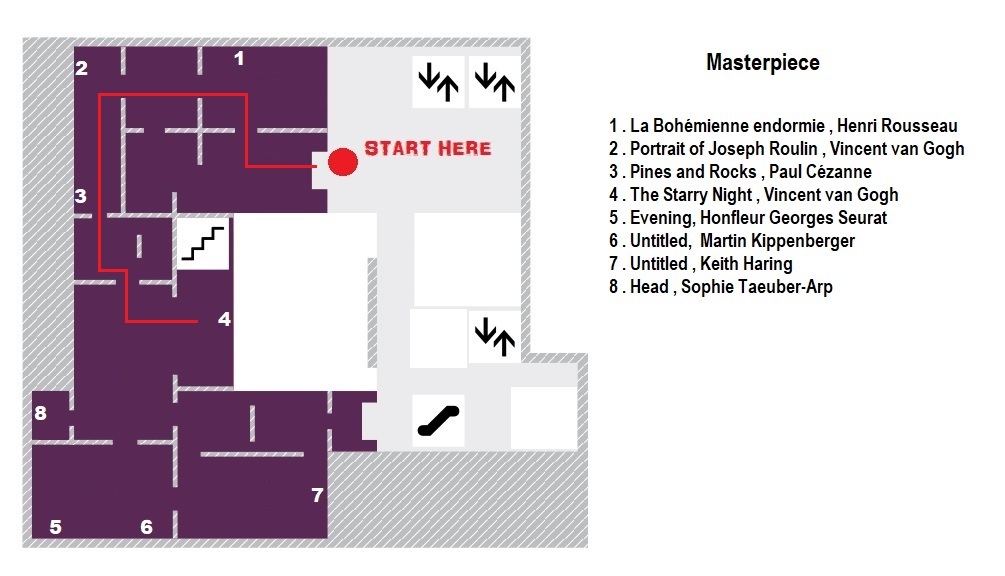 Masterpiece
1 . La Bohémienne endormie , Henri Rousseau
2 . Portrait of Joseph Roulin , Vincent van Gogh
3 . Pines and Rocks , Paul Cézanne
4 . The Starry Night , Vincent van Gogh
5 . Evening, Honfleur Georges Seurat
6 . Untitled, Martin Kippenberger
7 . Untitled , Keith Haring
8 . Head , Sophie Taeuber-Arp
1
2
START HERE
3
4
8
7
5
6